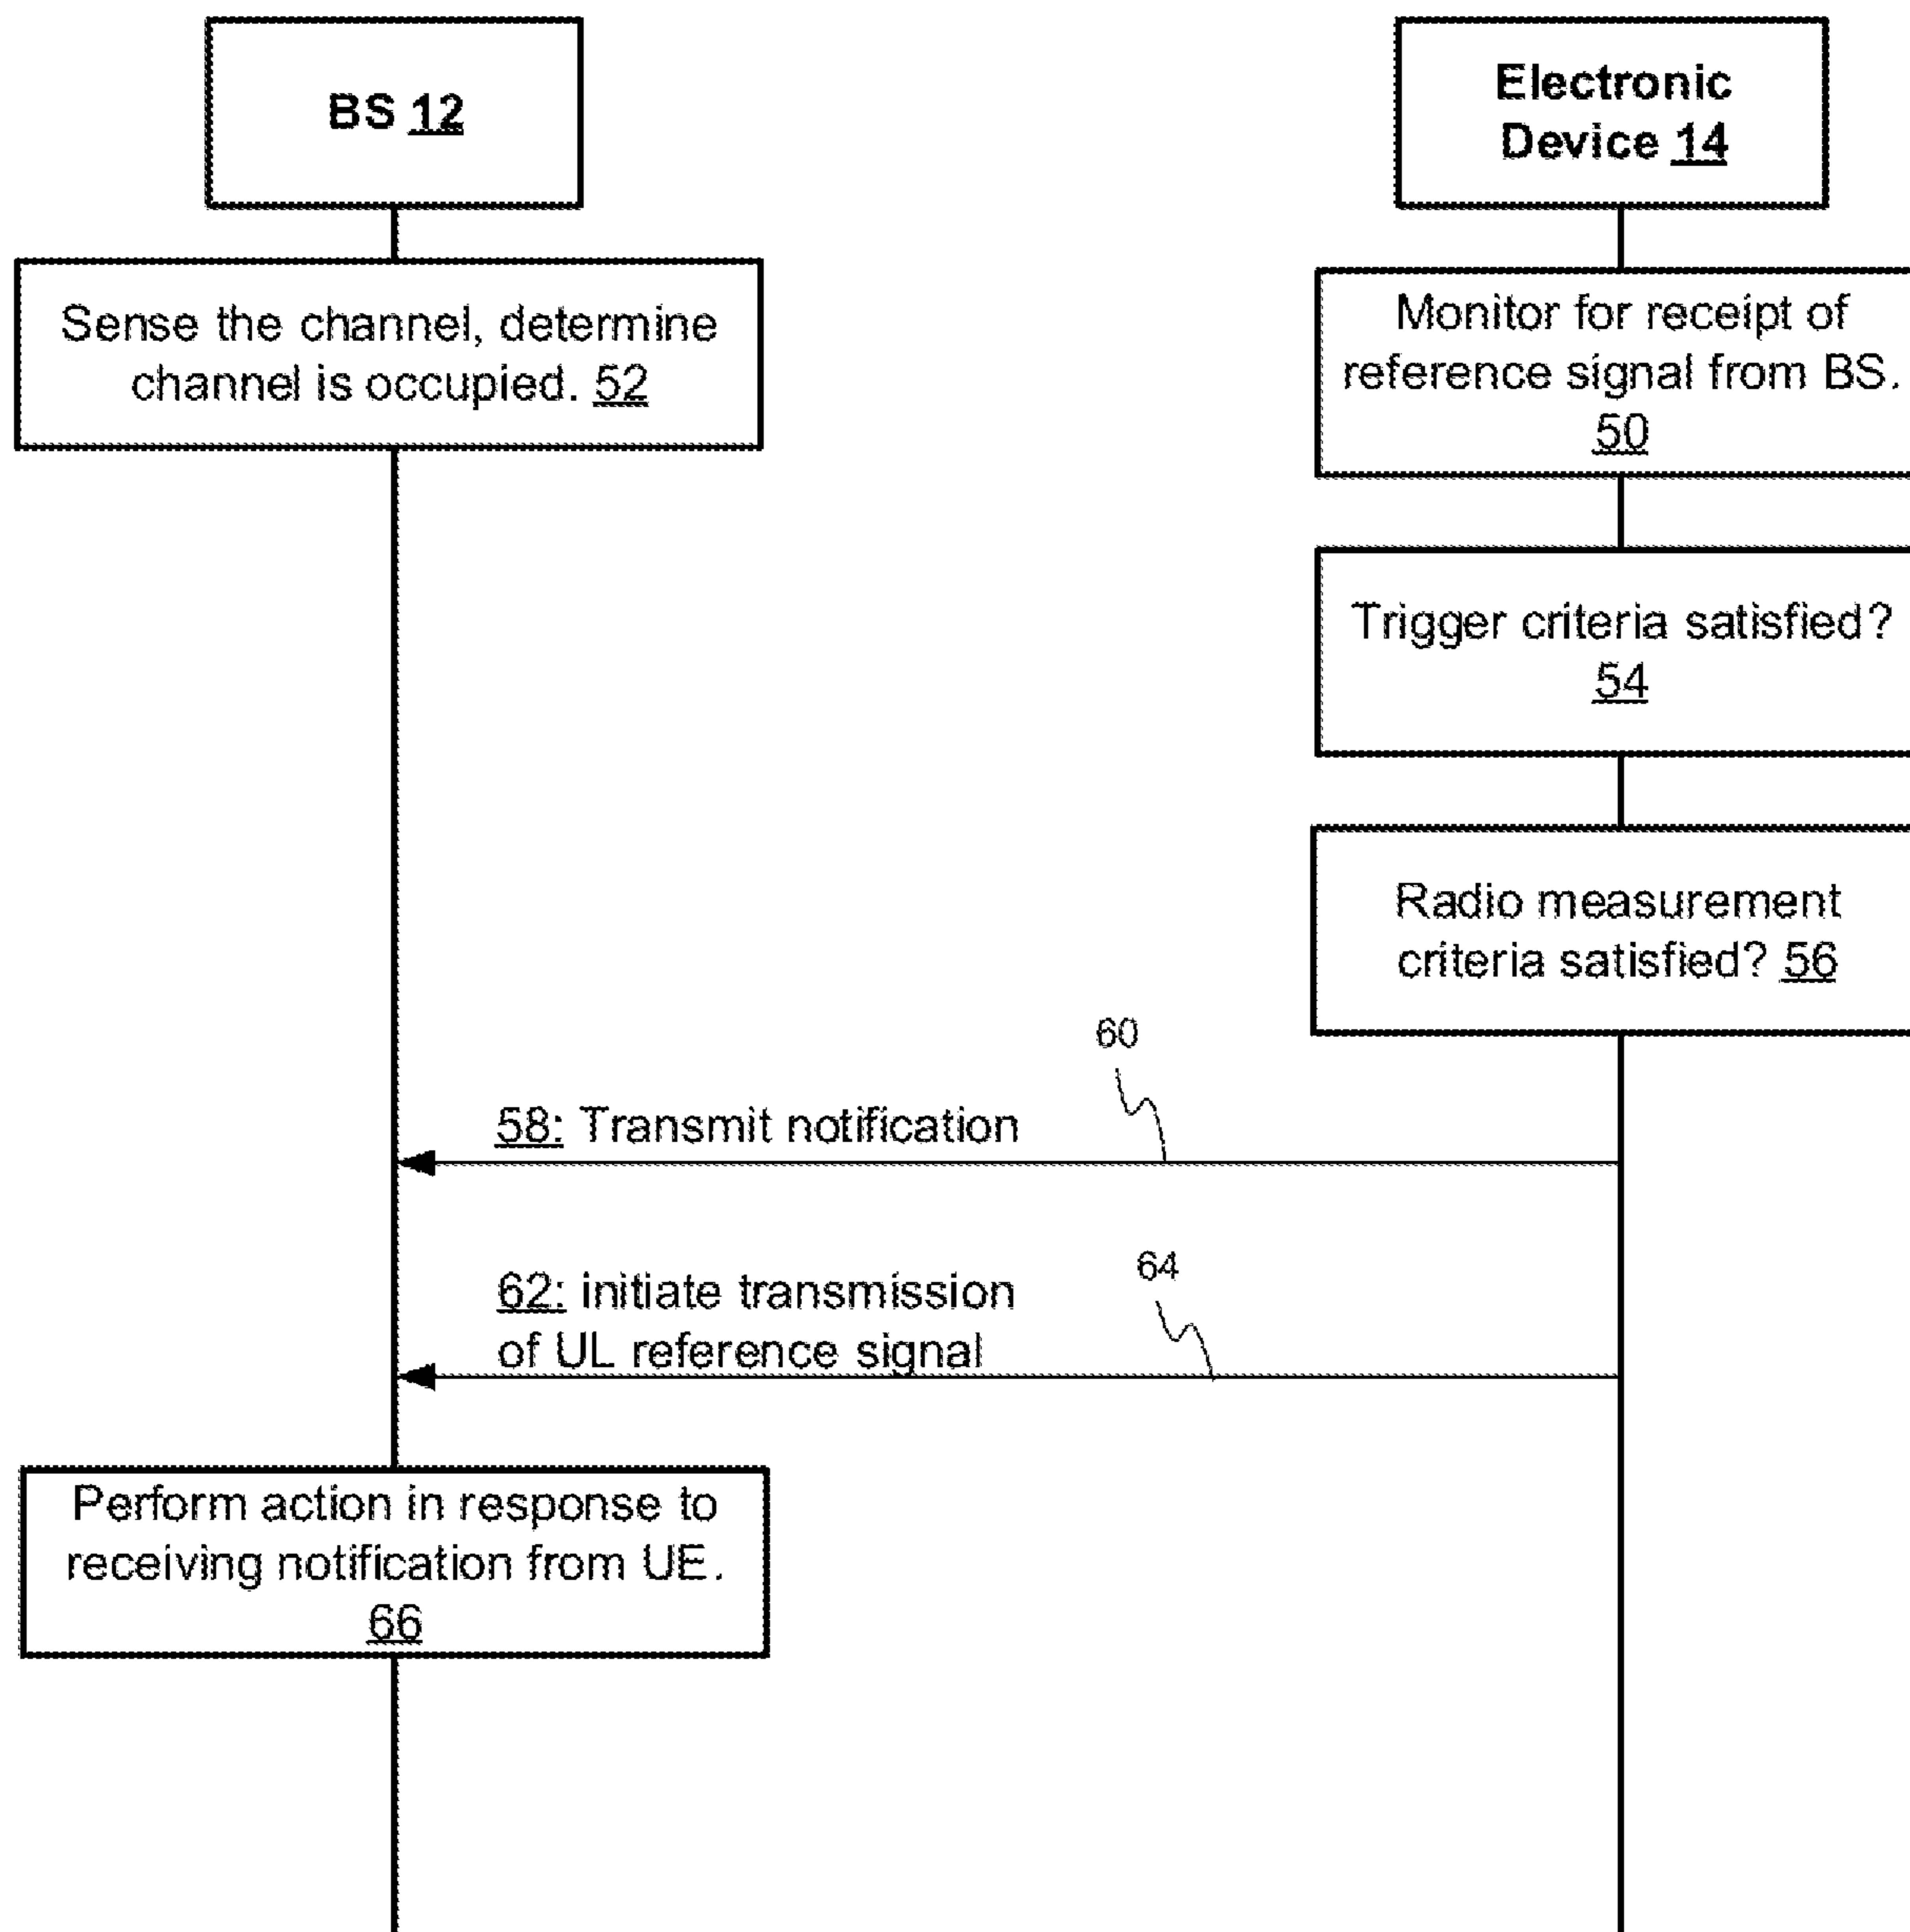 BS 12
Electronic
Device 14
Sense the channel, determine
channel is occupied. 52
Monitor for receipt of
reference signal from BS.
50
Trigger criteria satisfied?
54
Radio measurement
criteria satisfied? 56
60
58: Transmit notification
64
62: initiate transmission
of UL reference signal
Perform action in response to
receiving notification from UE.
66